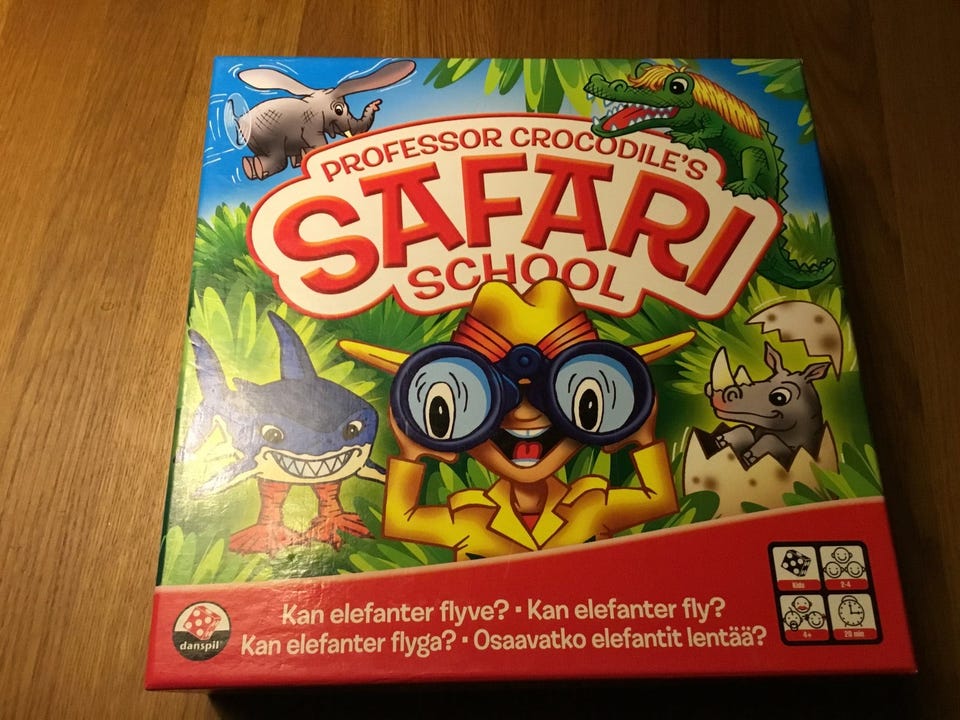 PROFESSOR CROCODILE'S
SAFARI
SCHOOL
Kan elefanter flyve? · Kan elefanter fly?
Kan elefanter flyga? · Osaavatko elefantit lentää?
danspil
Kids
2-4
4+
20 min